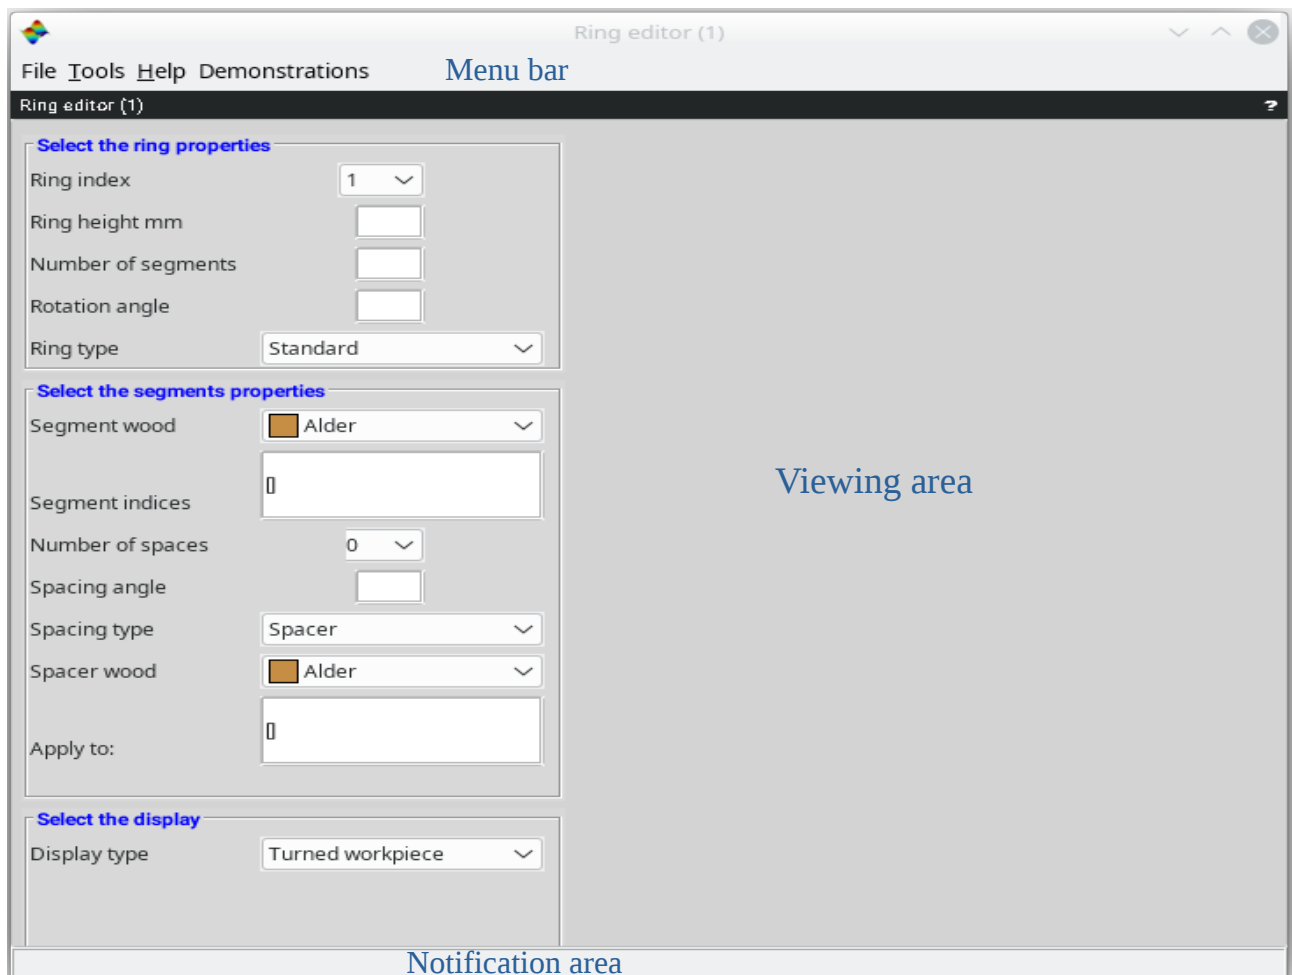 Ring editor (1)
File Tools Help Demonstrations Menu bar
Ring editor (1) ?
Select the ring properties
Ring index 1
Ring height mm
Number of segments
Rotation angle
Ring type Standard
Select the segments properties
Segment wood Alder
[]
Segment indices
Viewing area
Number of spaces 0
Spacing angle
Spacing type Spacer
Spacer wood Alder
[]
Apply to:
Select the display
Display type Turned workpiece
Notification area